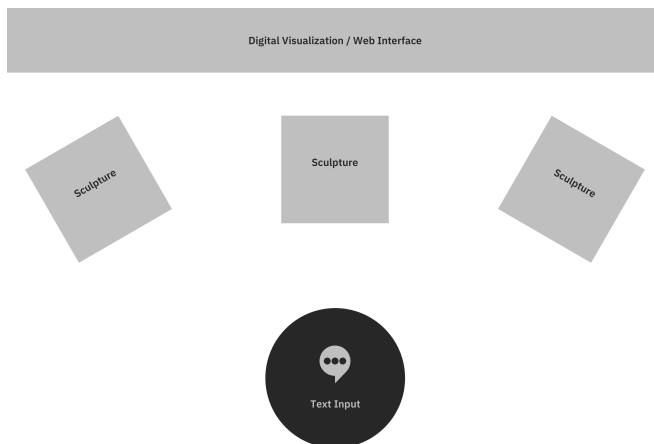 Digital Visualization / Web Interface
Sculpture
Sculpture
Sculpture
Text Input